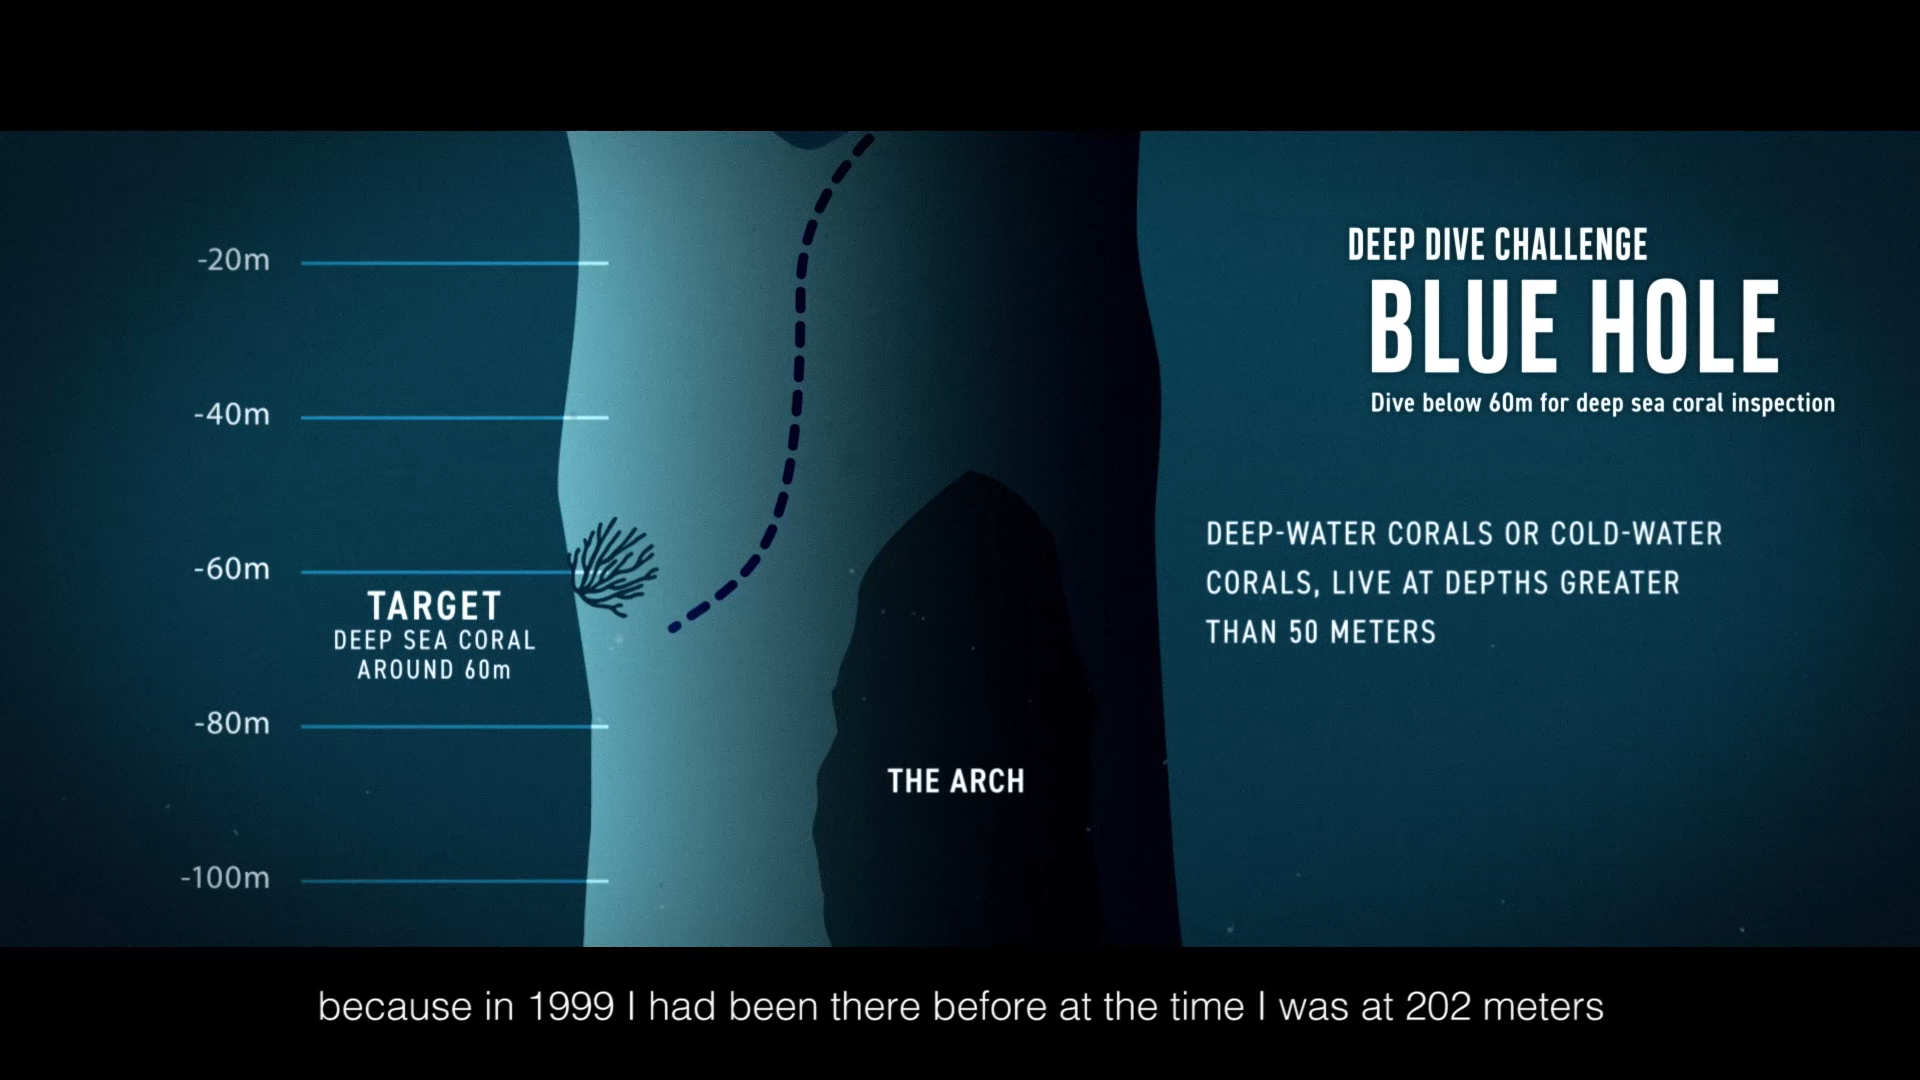 DEEP DIVE CHALLENGE
BLUE HOLE
Dive below 60m for deep sea coral inspection
-20m
-40m
-60m
TARGET
DEEP SEA CORAL
AROUND 60m
-80m
-100m
DEEP-WATER CORALS OR COLD-WATER
CORALS, LIVE AT DEPTHS GREATER
THAN 50 METERS
THE ARCH
because in 1999 I had been there before at the time I was at 202 meters